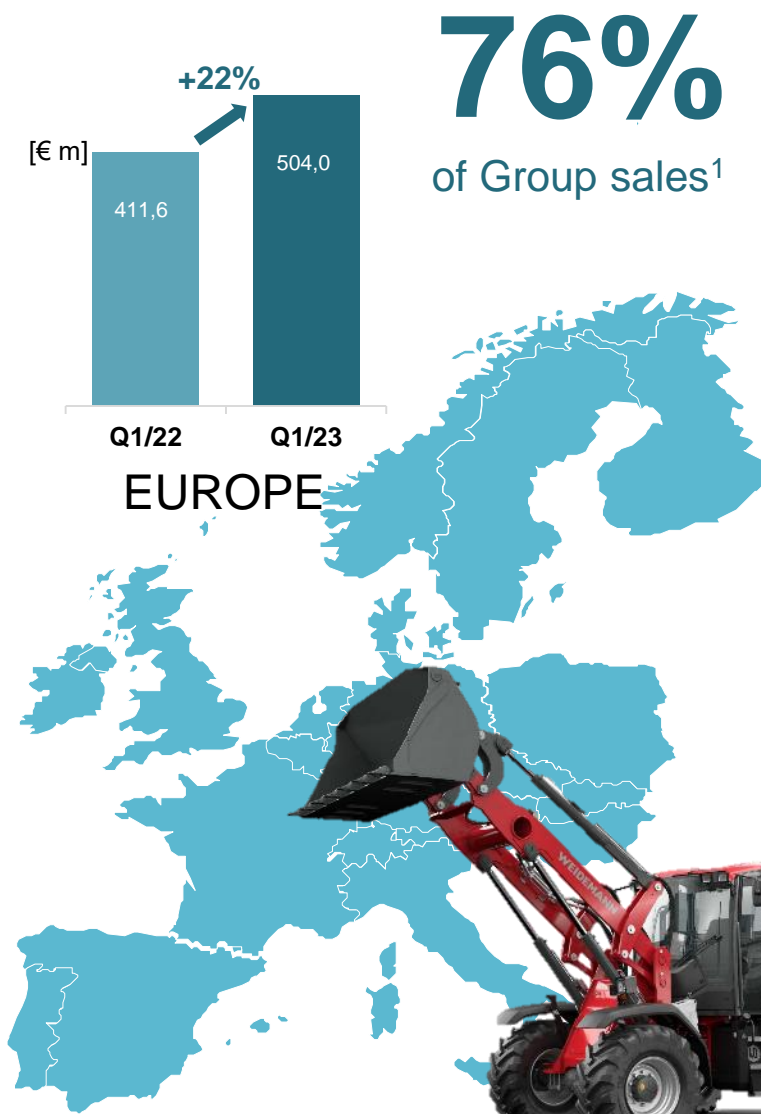 76%
of Group sales¹
+22%
[€ m]
411,6
504,0
Q1/22
Q1/23
EUROPE
WEIDEMANN